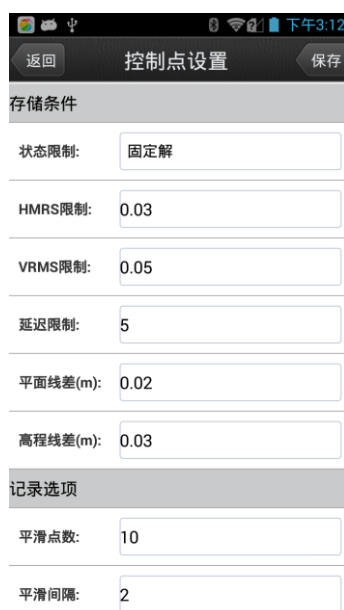 下午3:12
返回 控制点设置 保存
存储条件
状态限制: 固定解
HMRS限制: 0.03
VRMS限制: 0.05
延迟限制: 5
平面线差(m): 0.02
高程线差(m): 0.03
记录选项
平滑点数: 10
平滑间隔: 2